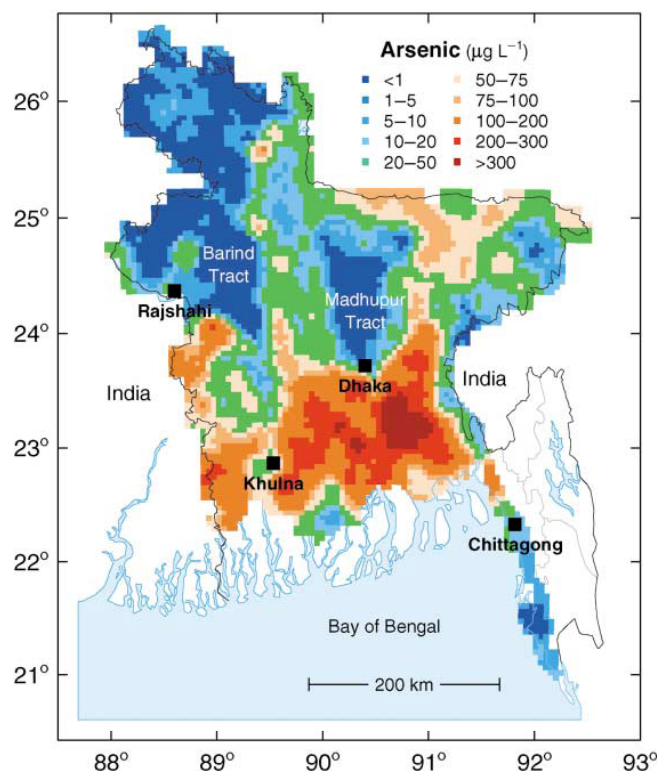 Arsenic (µg L⁻¹)
<1
1–5
5–10
10–20
20–50
50–75
75–100
100–200
200–300
>300
26°
25°
24°
23°
22°
21°
Barind
Tract
Madhupur
Tract
Rajshahi
India
Dhaka
India
Khulna
Chittagong
Bay of Bengal
200 km
88° 89° 90° 91° 92° 93°